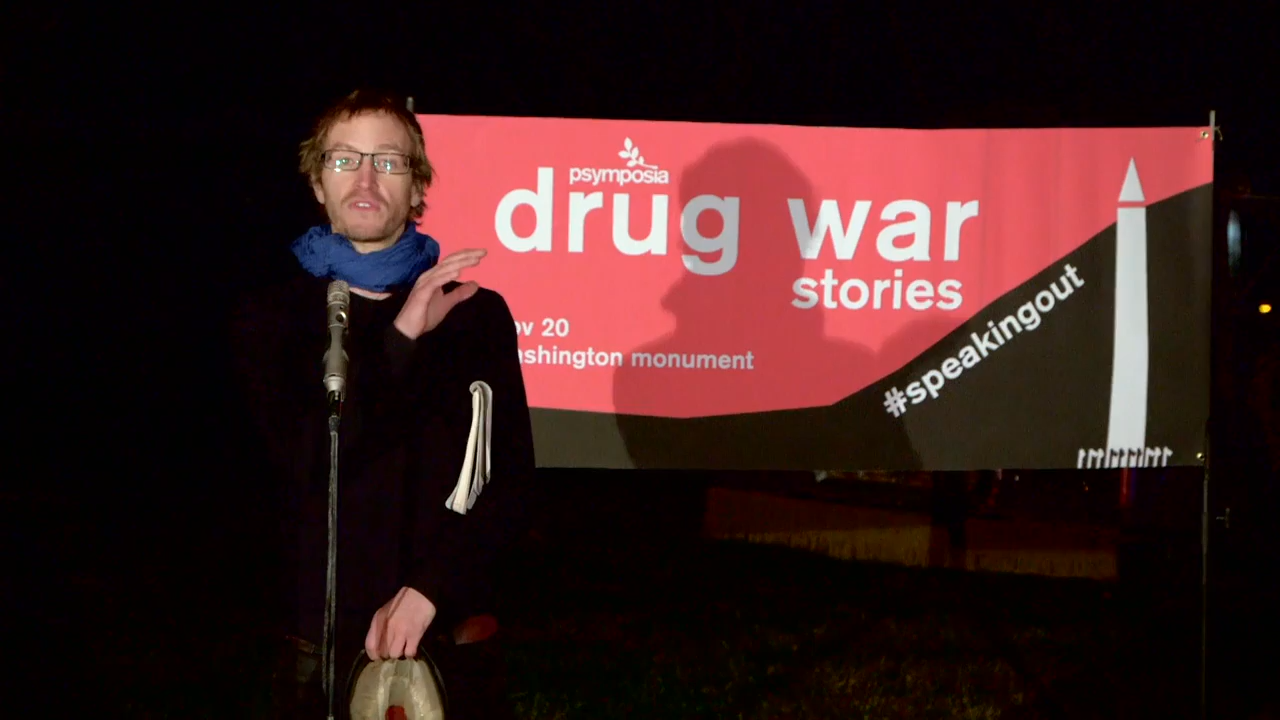 psymposia
drug war
stories
ov 20
ashington monument
#speakingout